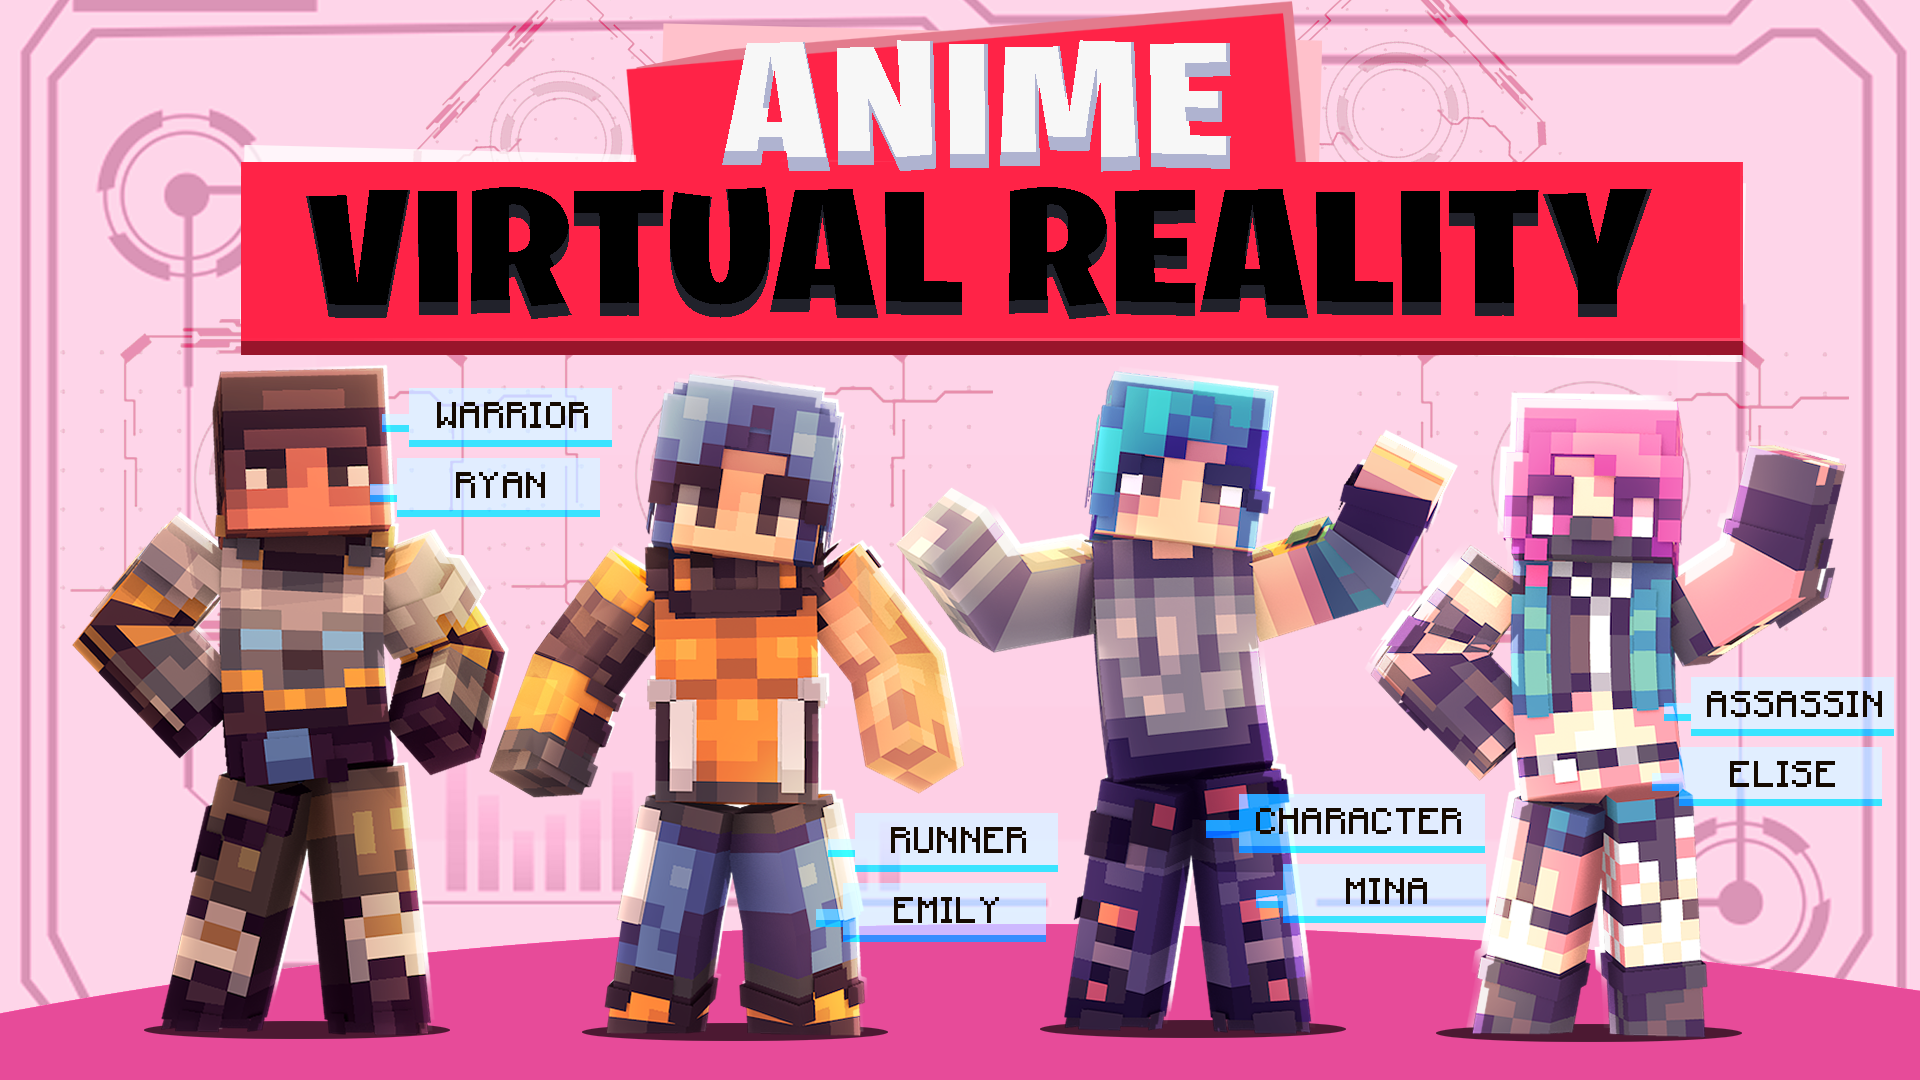 ANIME
VIRTUAL REALITY
WARRIOR
RYAN
RUNNER
EMILY
CHARACTER
MINA
ASSASSIN
ELISE